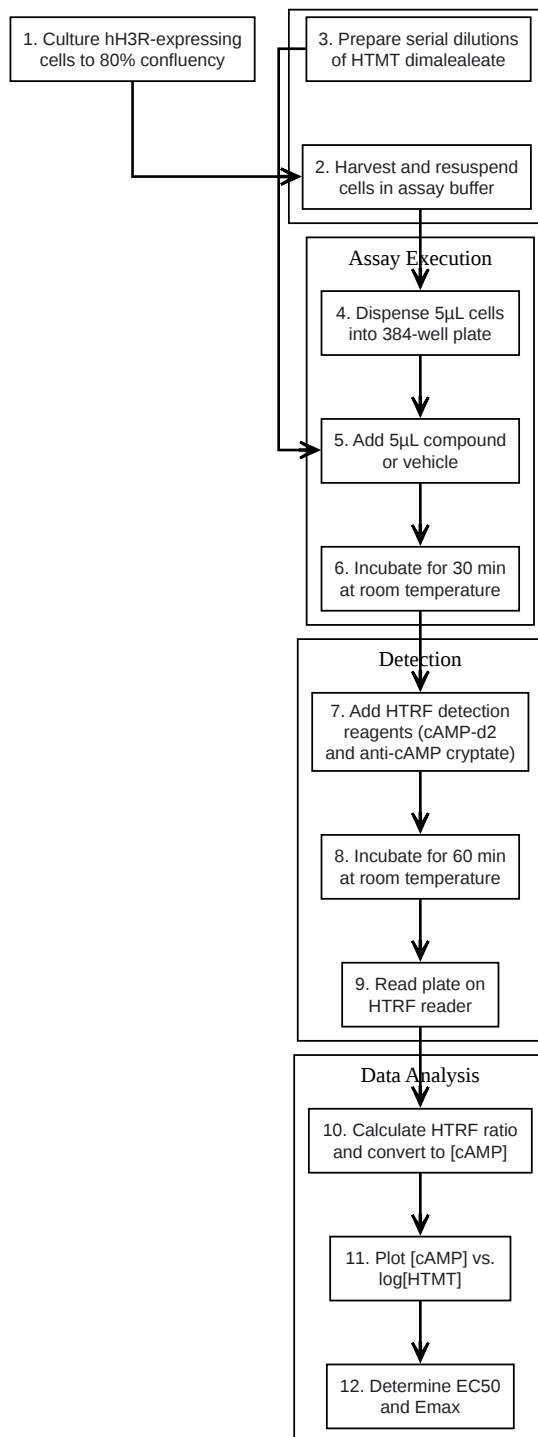 1. Culture hH3R-expressing
cells to 80% confluency
3. Prepare serial dilutions
of HTMT dimalealeate
2. Harvest and resuspend
cells in assay buffer
Assay Execution
4. Dispense 5µL cells
into 384-well plate
5. Add 5µL compound
or vehicle
6. Incubate for 30 min
at room temperature
Detection
7. Add HTRF detection
reagents (cAMP-d2
and anti-cAMP cryptate)
8. Incubate for 60 min
at room temperature
9. Read plate on
HTRF reader
Data Analysis
10. Calculate HTRF ratio
and convert to [cAMP]
11. Plot [cAMP] vs.
log[HTMT]
12. Determine EC50
and Emax